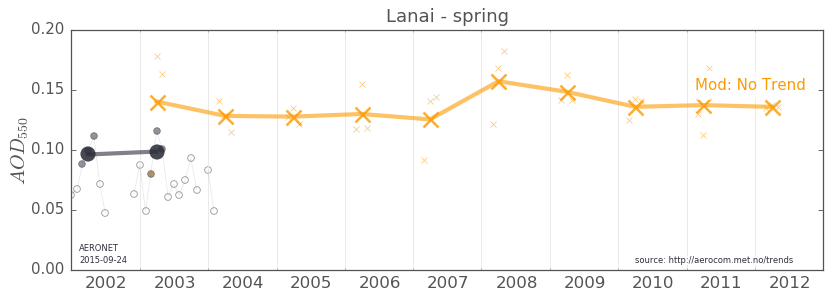 Lanai - spring
0.20
0.15
0.10
0.05
0.00
AOD550
Mod: No Trend
AERONET
2015-09-24
source: http://aerocom.met.no/trends
2002 2003 2004 2005 2006 2007 2008 2009 2010 2011 2012